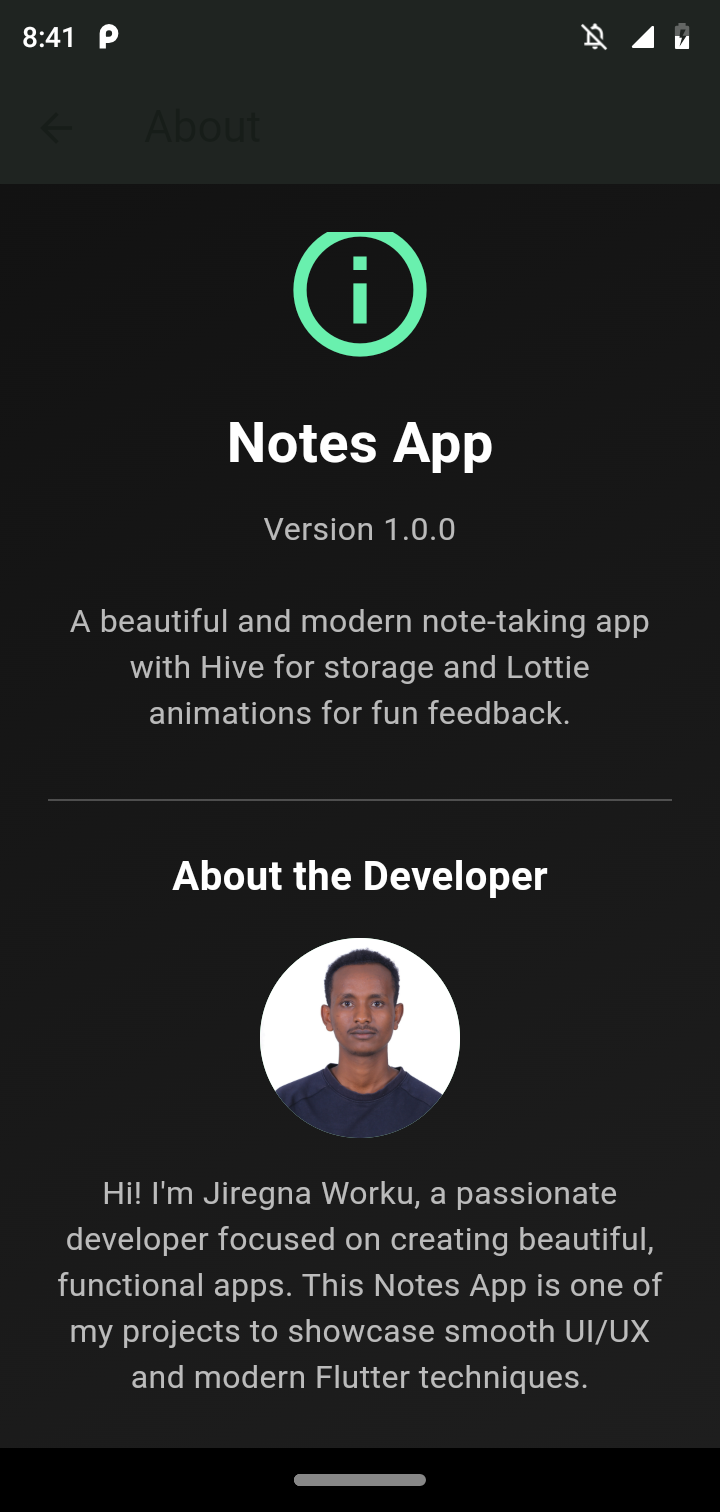 8:41
About
Notes App
Version 1.0.0
A beautiful and modern note-taking app
with Hive for storage and Lottie
animations for fun feedback.
About the Developer
Hi! I'm Jiregna Worku, a passionate
developer focused on creating beautiful,
functional apps. This Notes App is one of
my projects to showcase smooth UI/UX
and modern Flutter techniques.